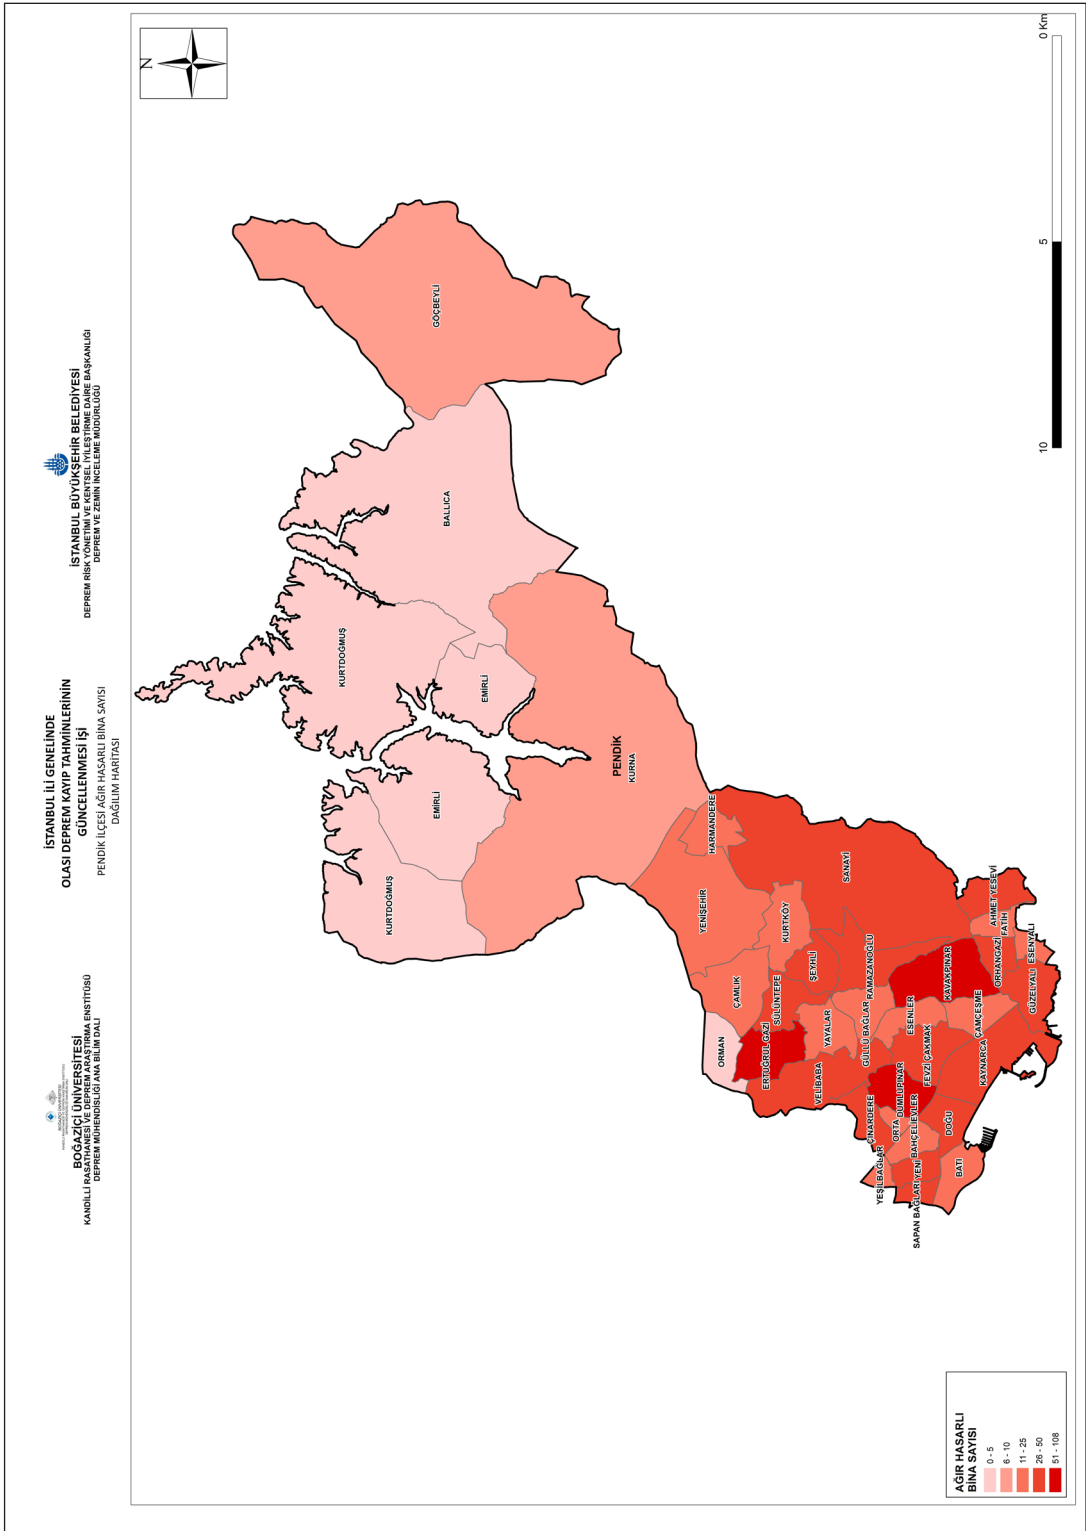 İSTANBUL İLİ GENELİNDE
OLASI DEPREM KAYIP TAHMİNLERİNİN
GÜNCELLENMESİ İŞİ
PENDİK İLÇESİ AĞIR HASARLI BİNA SAYISI
DAĞILIM HARİTASI
BOĞAZİÇİ ÜNİVERSİTESİ
KANDİLLİ RASATHANESİ VE DEPREM ARAŞTIRMA ENSTİTÜSÜ
DEPREM MÜHENDİSLİĞİ ANA BİLİM DALI
İSTANBUL BÜYÜKŞEHİR BELEDİYESİ
DEPREM RİSK YÖNETİMİ VE KENTSEL İYİLEŞTİRME DAİRE BAŞKANLIĞI
DEPREM VE ZEMİN İNCELEME MÜDÜRLÜĞÜ
N
GÖÇBEYLİ
BALLICA
KURTDOĞMUŞ
EMİRLİ
EMİRLİ
KURTDOĞMUŞ
PENDİK
KURNA
HARMANDERE
YENİŞEHİR
SANAYİ
KURTKÖY
ÇAMLIK
ŞEYHLİ
SÜLÜNTEPE
ORMAN
ERTUĞRUL GAZİ
YAYALAR
VELİBABA
RAMAZANOĞLU
GÜLLÜ BAĞLAR
AHMET YESEVİ
FATİH
ORHANGAZİ
ESENYALI
GÜZELYALI
KAVAKPINAR
ÇAMÇEŞME
ESENLER
FEVZİ ÇAKMAK
KAYNARCA
DUMLUPINAR
ÇINARDERE
ORTA
BAHÇELİEVLER
DOĞU
YEŞİLBAĞLAR
YENİ
SAPAN BAĞLARI
BATI
AĞIR HASARLI
BİNA SAYISI
0 - 5
6 - 10
11 - 25
26 - 50
51 - 108
10
5
0 Km